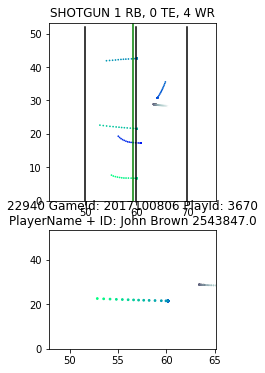 SHOTGUN 1 RB, 0 TE, 4 WR
50
40
30
20
10
0
50 60 70
22940 GameId: 2017100806 PlayId: 3670
PlayerName + ID: John Brown 2543847.0
40
20
0
50 55 60 65